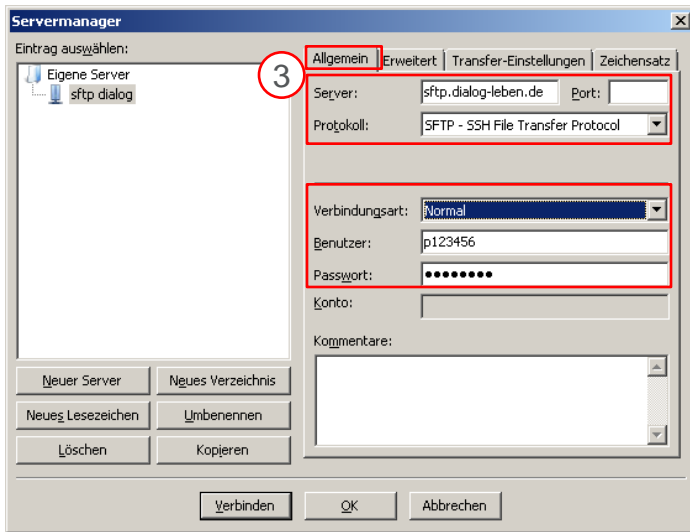 Servermanager
Eintrag auswählen:
Eigene Server
sftp dialog
3
Allgemein Erweitert Transfer-Einstellungen Zeichensatz
Server: sftp.dialog-leben.de Port:
Protokoll: SFTP - SSH File Transfer Protocol
Verbindungsart: Normal
Benutzer: p123456
Passwort: ●●●●●●●●
Konto:
Kommentare:
Neuer Server Neues Verzeichnis
Neues Lesezeichen Umbenennen
Löschen Kopieren
Verbinden OK Abbrechen